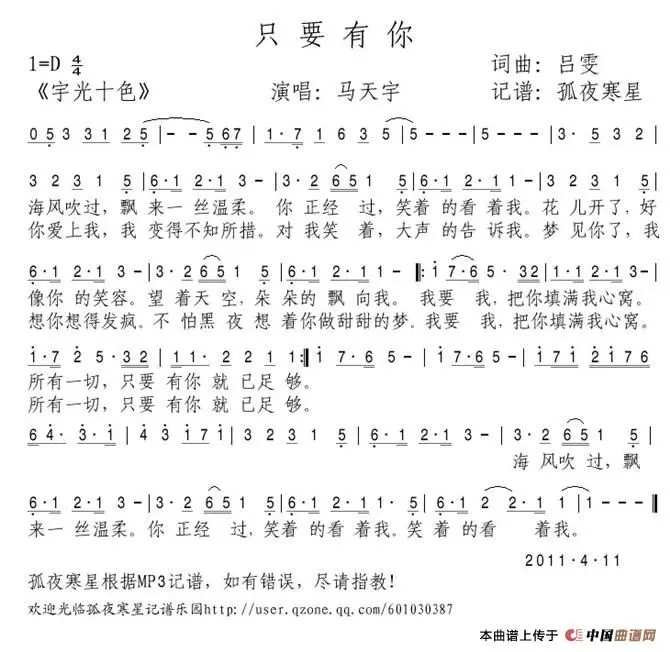 只要有你
1=D 4/4 词曲：吕雯
《宇光十色》 演唱：马天宇 记谱：孤夜寒星
0 5 3 3 1 2 5 | - - 5 67 | 1· 7 1 2 3 6 3 5 | 5 - - - | 5 - - - | 0 3 2 1 |
3 2 3 1 5 | 6·1 2·1 3 - | 3·2 6 5 1 5 | 6·1 2·1 2 - | 3 2 3 1 5
海风吹过，飘来一丝温柔。你正经过，笑着的看着我。花儿开了，好
你爱上我，我变得不知所措。对我笑着，大声的告诉我。梦见你了，我
6·1 2·1 3 - | 3·2 6 5 1 5 | 6·1 2·1 2 - ‖: 1 7·6 5· 32 | 1·1 2·1 3 -
像你的笑容。望着天空，朵朵的飘向我。我要我，把你填满我心窝。
想你想得发疯。不怕黑夜想着你做甜甜的梦。我要我，把你填满我心窝。
1·7 2 5·32 | 1 1· 2·2 2 1 :‖ 1 7·6 5· | 6·1 5·6 5 | 1 7 1 2 1 7 6
所有一切，只要有你就已足够。
所有一切，只要有你就已足够。
6 4· 3·1 | 4 3 1 7 1 | 3 2 3 1 5 | 6·1 2·1 3 - | 3·2 6 5 1 5
海风吹过，飘
6·1 2·1 3 - | 3·2 6 5 1 5 | 6·1 2·1 1· | 6·1 2 2·1 | 1 - - -
来一丝温柔。你正经过，笑着的看着我。笑着的看着我。
2011·4·11
孤夜寒星根据MP3记谱，如有错误，尽请指教！
欢迎光临孤夜寒星记谱乐园http://user.qzone.qq.com/601030387
本曲谱上传于 中国曲谱网